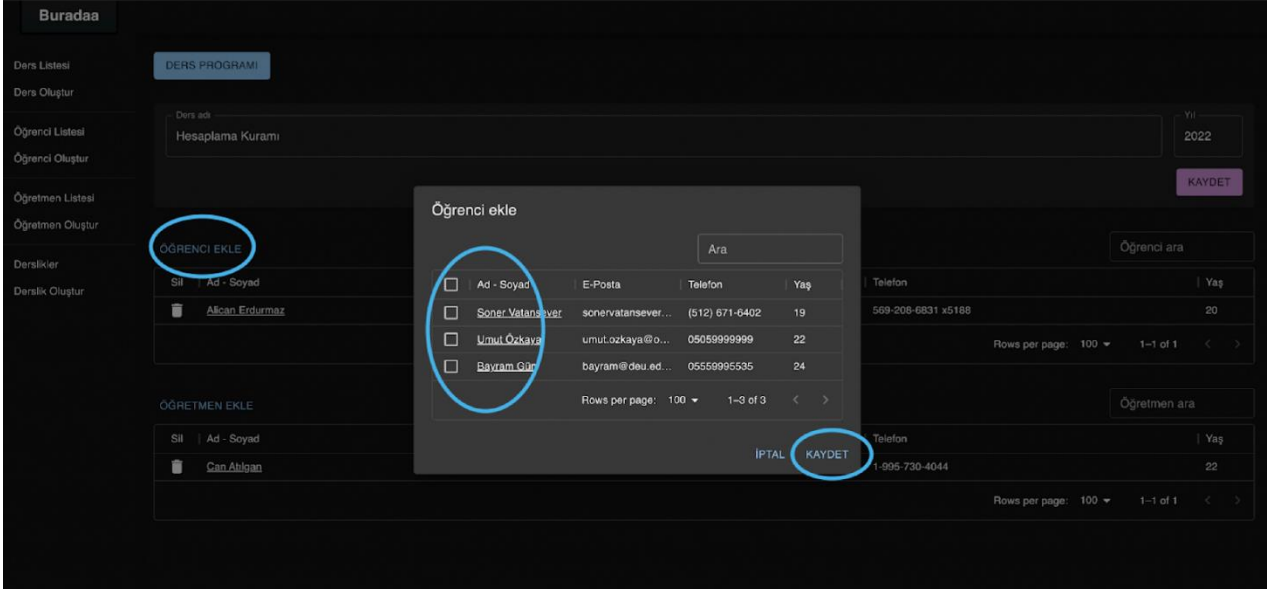 Buradaa
Ders Listesi
Ders Oluştur
Öğrenci Listesi
Öğrenci Oluştur
Öğretmen Listesi
Öğretmen Oluştur
Derslikler
Derslik Oluştur
DERS PROGRAMI
Ders adı
Hesaplama Kuramı
Yıl
2022
KAYDET
ÖĞRENCİ EKLE
Öğrenci ara
Sil Ad - Soyad Telefon Yaş
Alican Erdurmaz 569-208-6831 x5188 20
Rows per page: 100 1–1 of 1
ÖĞRETMEN EKLE
Öğretmen ara
Sil Ad - Soyad Telefon Yaş
Can Abigan 1-995-730-4044 22
Rows per page: 100 1–1 of 1
Öğrenci ekle
Ara
Ad - Soyad E-Posta Telefon Yaş
Soner Vatansever sonervatansever... (512) 671-6402 19
Umut Özkaya umut.ozkaya@o... 05059999999 22
Bayram Gün bayram@deu.ed... 05559995535 24
Rows per page: 100 1–3 of 3
İPTAL KAYDET